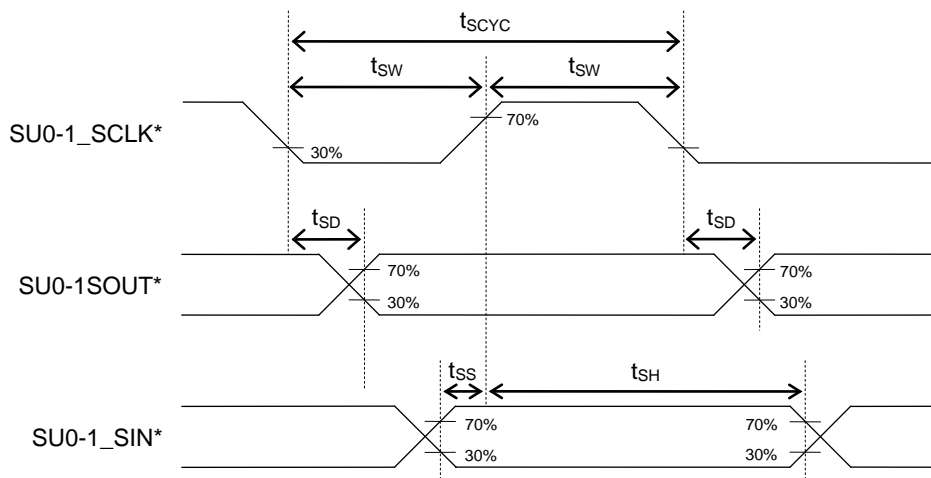 tSCYC
tSW tSW
SU0-1_SCLK*
70%
30%
tSD tSD
SU0-1SOUT*
70% 70%
30% 30%
tSS tSH
SU0-1_SIN*
70% 70%
30% 30%